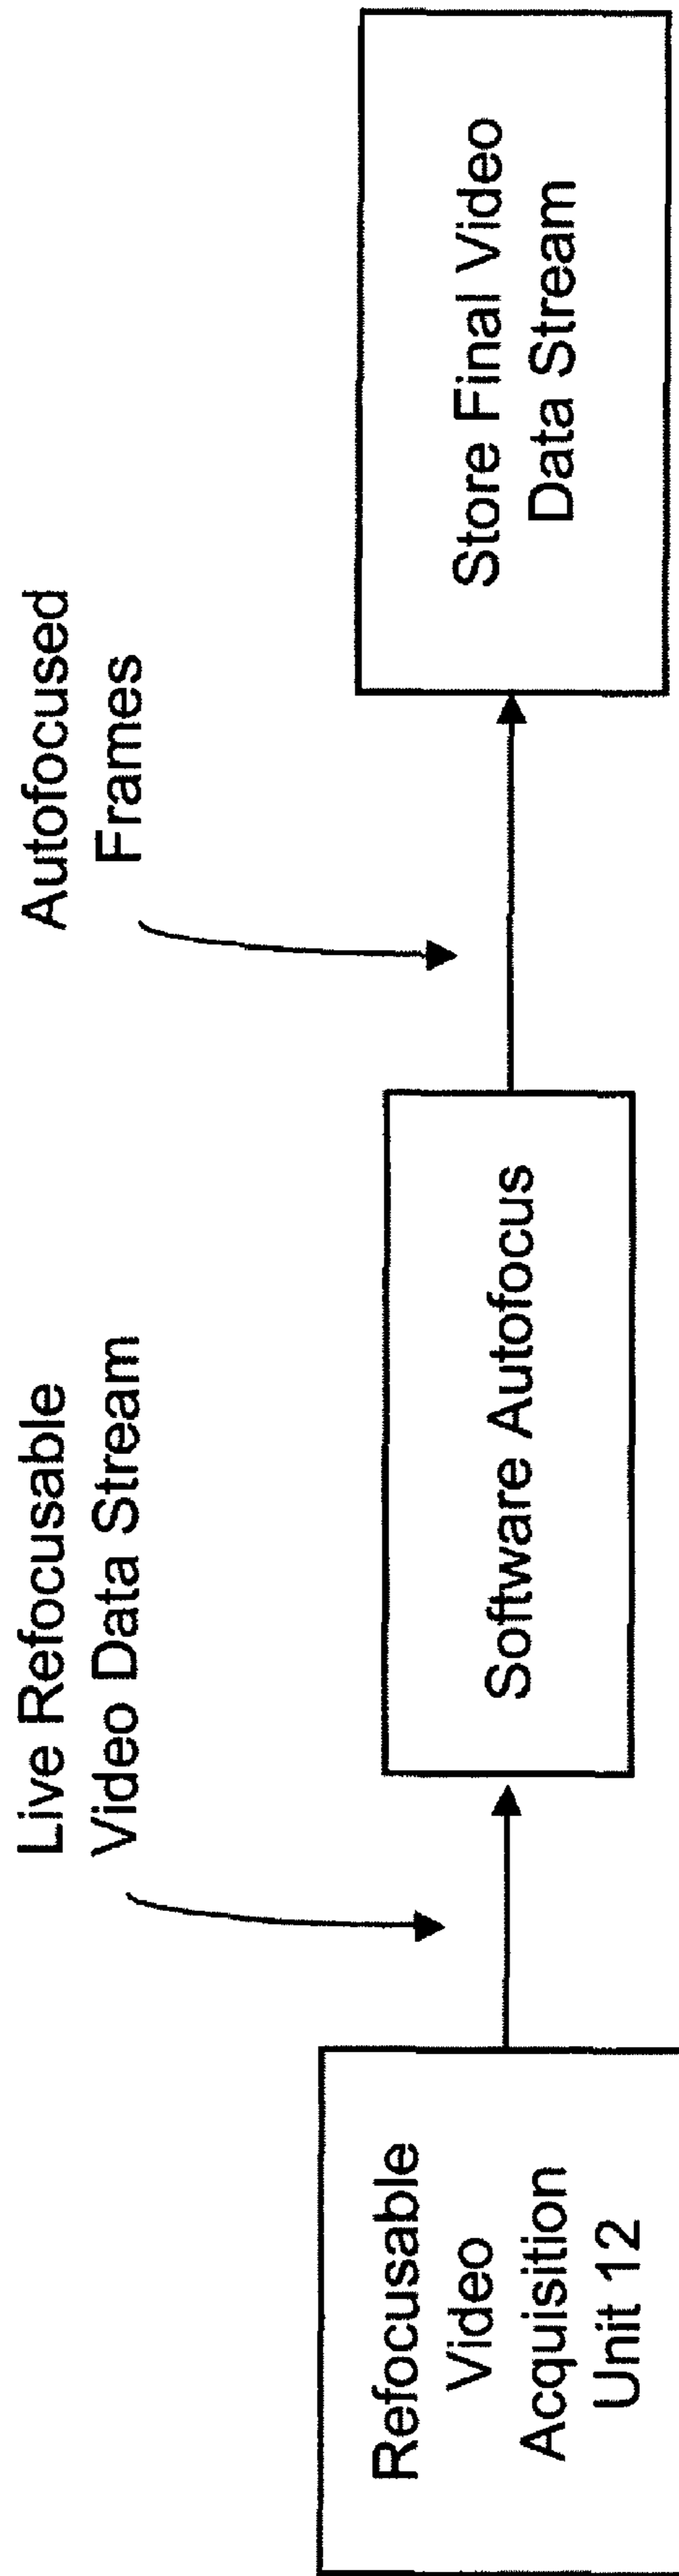 Live Refocusable
Video Data Stream
Autofocused
Frames
Refocusable
Video
Acquisition
Unit 12
Software Autofocus
Store Final Video
Data Stream